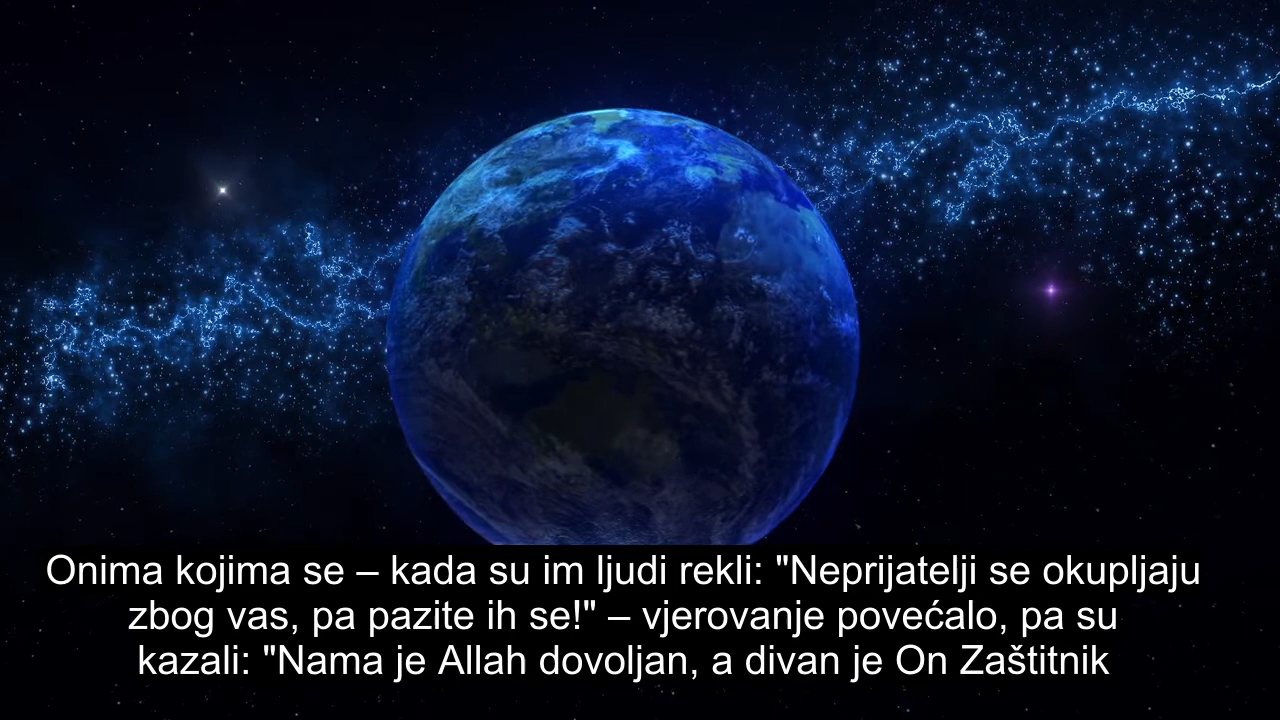 Onima kojima se – kada su im ljudi rekli: "Neprijatelji se okupljaju
zbog vas, pa pazite ih se!" – vjerovanje povećalo, pa su
kazali: "Nama je Allah dovoljan, a divan je On Zaštitnik